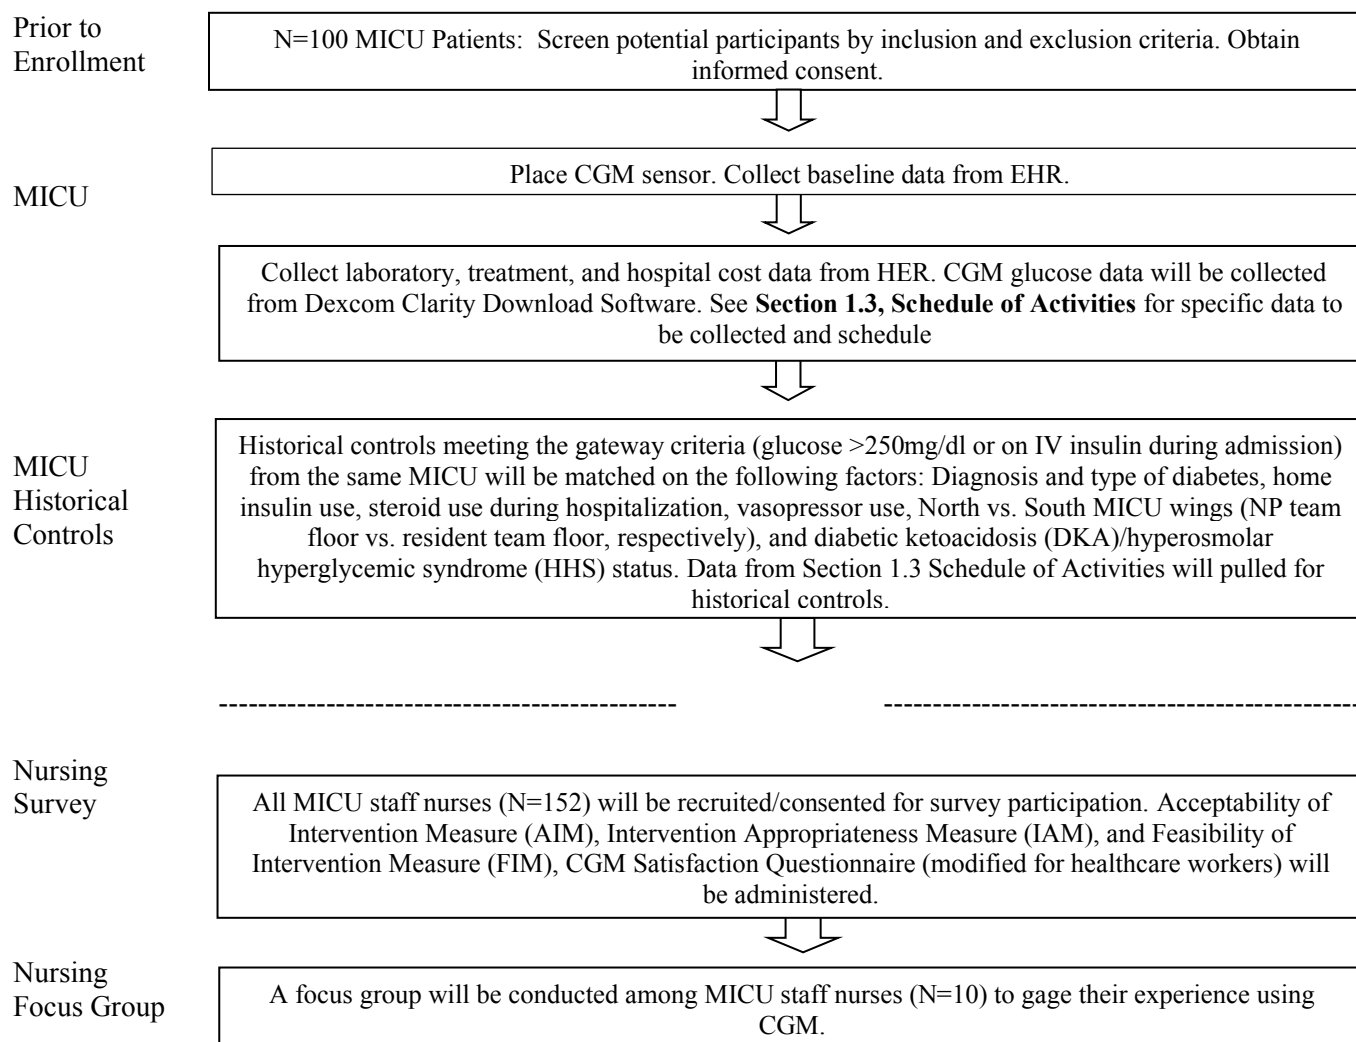 Prior to
Enrollment
N=100 MICU Patients:  Screen potential participants by inclusion and exclusion criteria. Obtain
informed consent.
MICU
Place CGM sensor. Collect baseline data from EHR.
Collect laboratory, treatment, and hospital cost data from HER. CGM glucose data will be collected
from Dexcom Clarity Download Software. See Section 1.3, Schedule of Activities for specific data to
be collected and schedule
MICU
Historical
Controls
Historical controls meeting the gateway criteria (glucose >250mg/dl or on IV insulin during admission)
from the same MICU will be matched on the following factors: Diagnosis and type of diabetes, home
insulin use, steroid use during hospitalization, vasopressor use, North vs. South MICU wings (NP team
floor vs. resident team floor, respectively), and diabetic ketoacidosis (DKA)/hyperosmolar
hyperglycemic syndrome (HHS) status. Data from Section 1.3 Schedule of Activities will pulled for
historical controls.
Nursing
Survey
All MICU staff nurses (N=152) will be recruited/consented for survey participation. Acceptability of
Intervention Measure (AIM), Intervention Appropriateness Measure (IAM), and Feasibility of
Intervention Measure (FIM), CGM Satisfaction Questionnaire (modified for healthcare workers) will
be administered.
Nursing
Focus Group
A focus group will be conducted among MICU staff nurses (N=10) to gage their experience using
CGM.